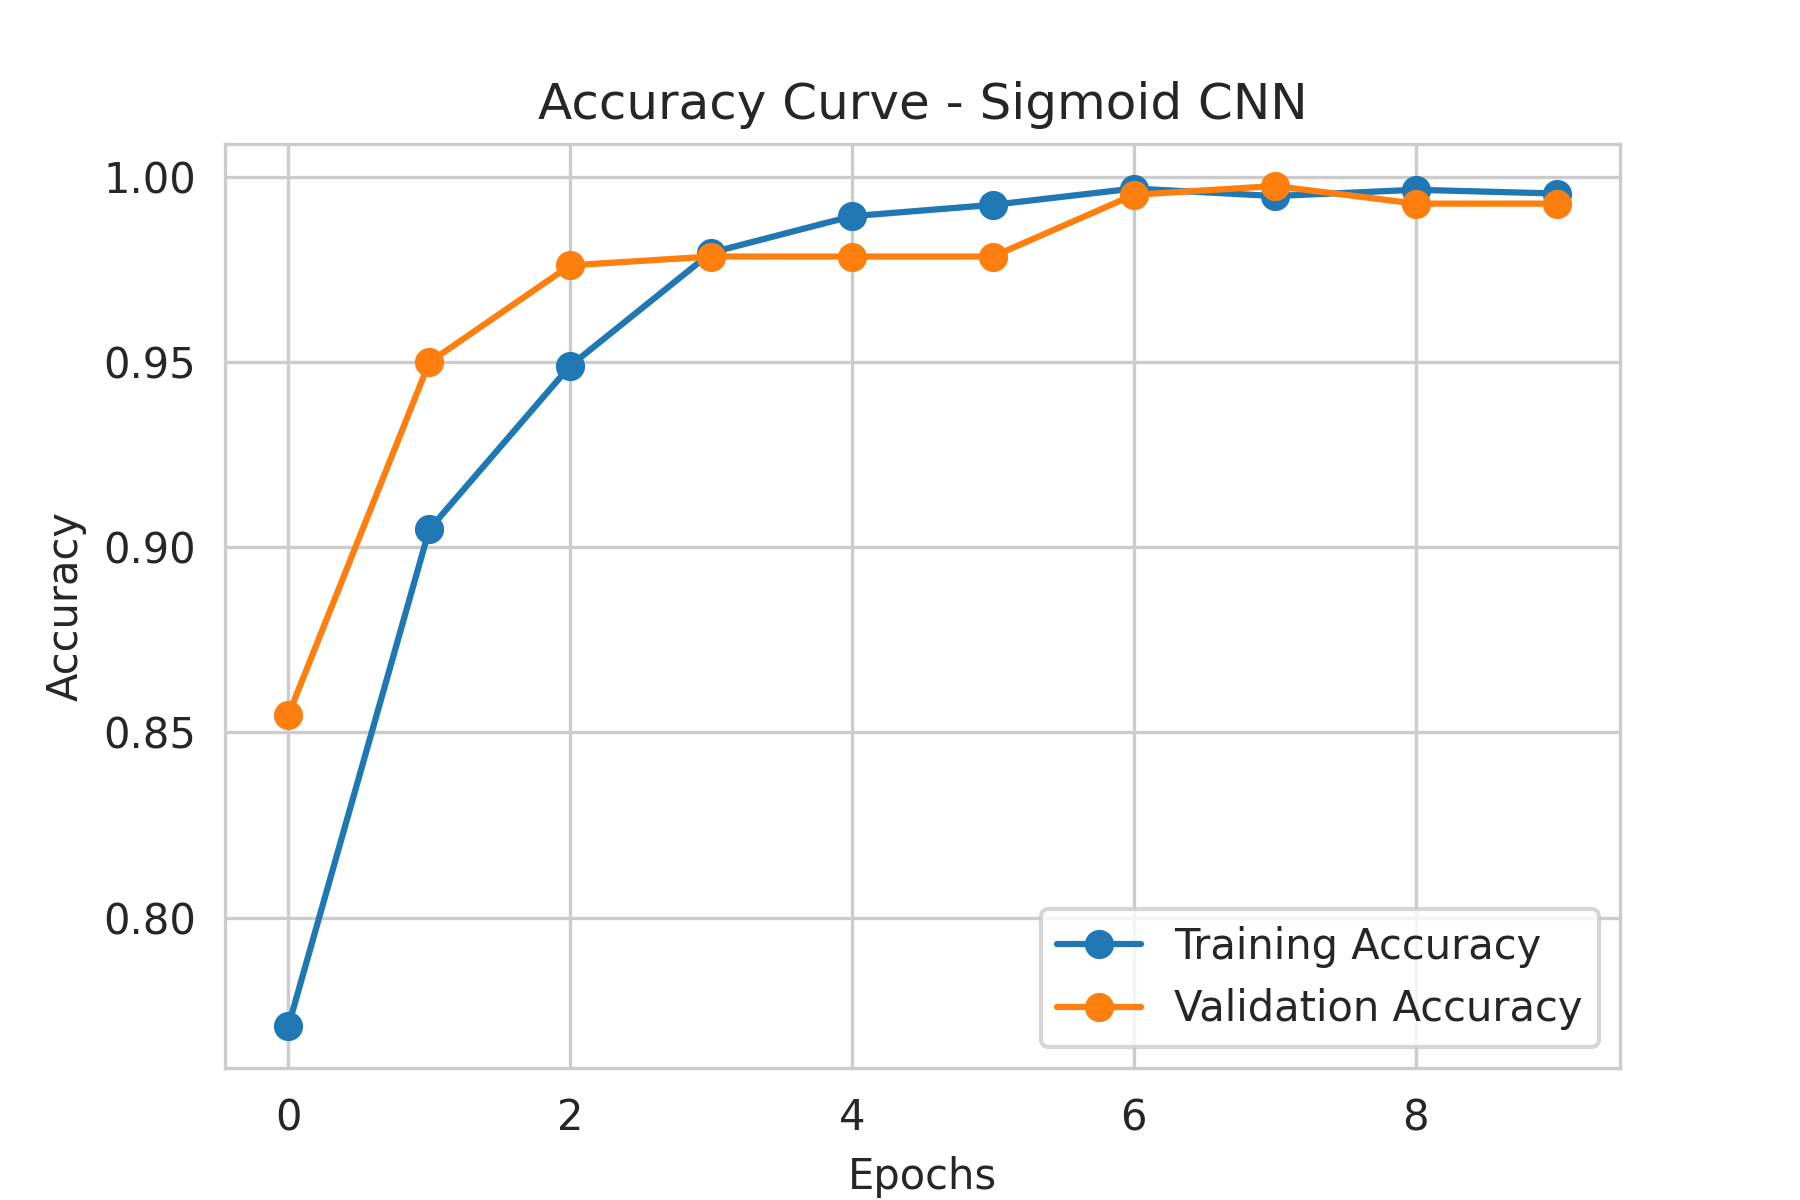 Accuracy Curve - Sigmoid CNN
1.00
0.95
0.90
0.85
0.80
Accuracy
0 2 4 6 8
Epochs
Training Accuracy
Validation Accuracy